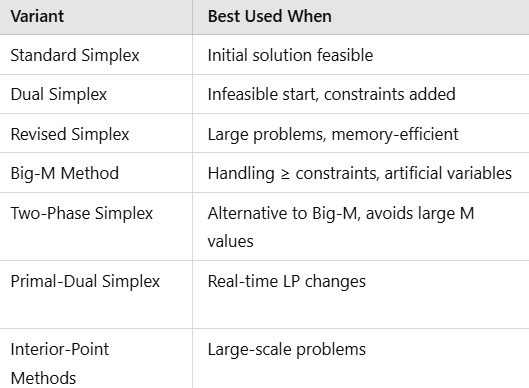 Variant Best Used When
Standard Simplex Initial solution feasible
Dual Simplex Infeasible start, constraints added
Revised Simplex Large problems, memory-efficient
Big-M Method Handling ≥ constraints, artificial variables
Two-Phase Simplex Alternative to Big-M, avoids large M
values
Primal-Dual Simplex Real-time LP changes
Interior-Point Large-scale problems
Methods